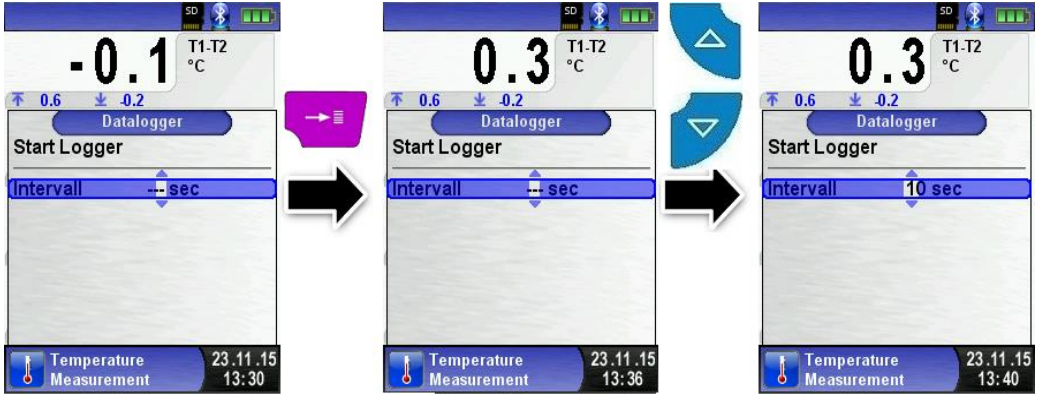 SD
-0.1 T1-T2
°C
0.6 -0.2
Datalogger
Start Logger
Intervall --- sec
Temperature
Measurement
23.11.15
13:30
SD
0.3 T1-T2
°C
0.6 -0.2
Datalogger
Start Logger
Intervall --- sec
Temperature
Measurement
23.11.15
13:36
SD
0.3 T1-T2
°C
0.6 -0.2
Datalogger
Start Logger
Intervall 10 sec
Temperature
Measurement
23.11.15
13:40